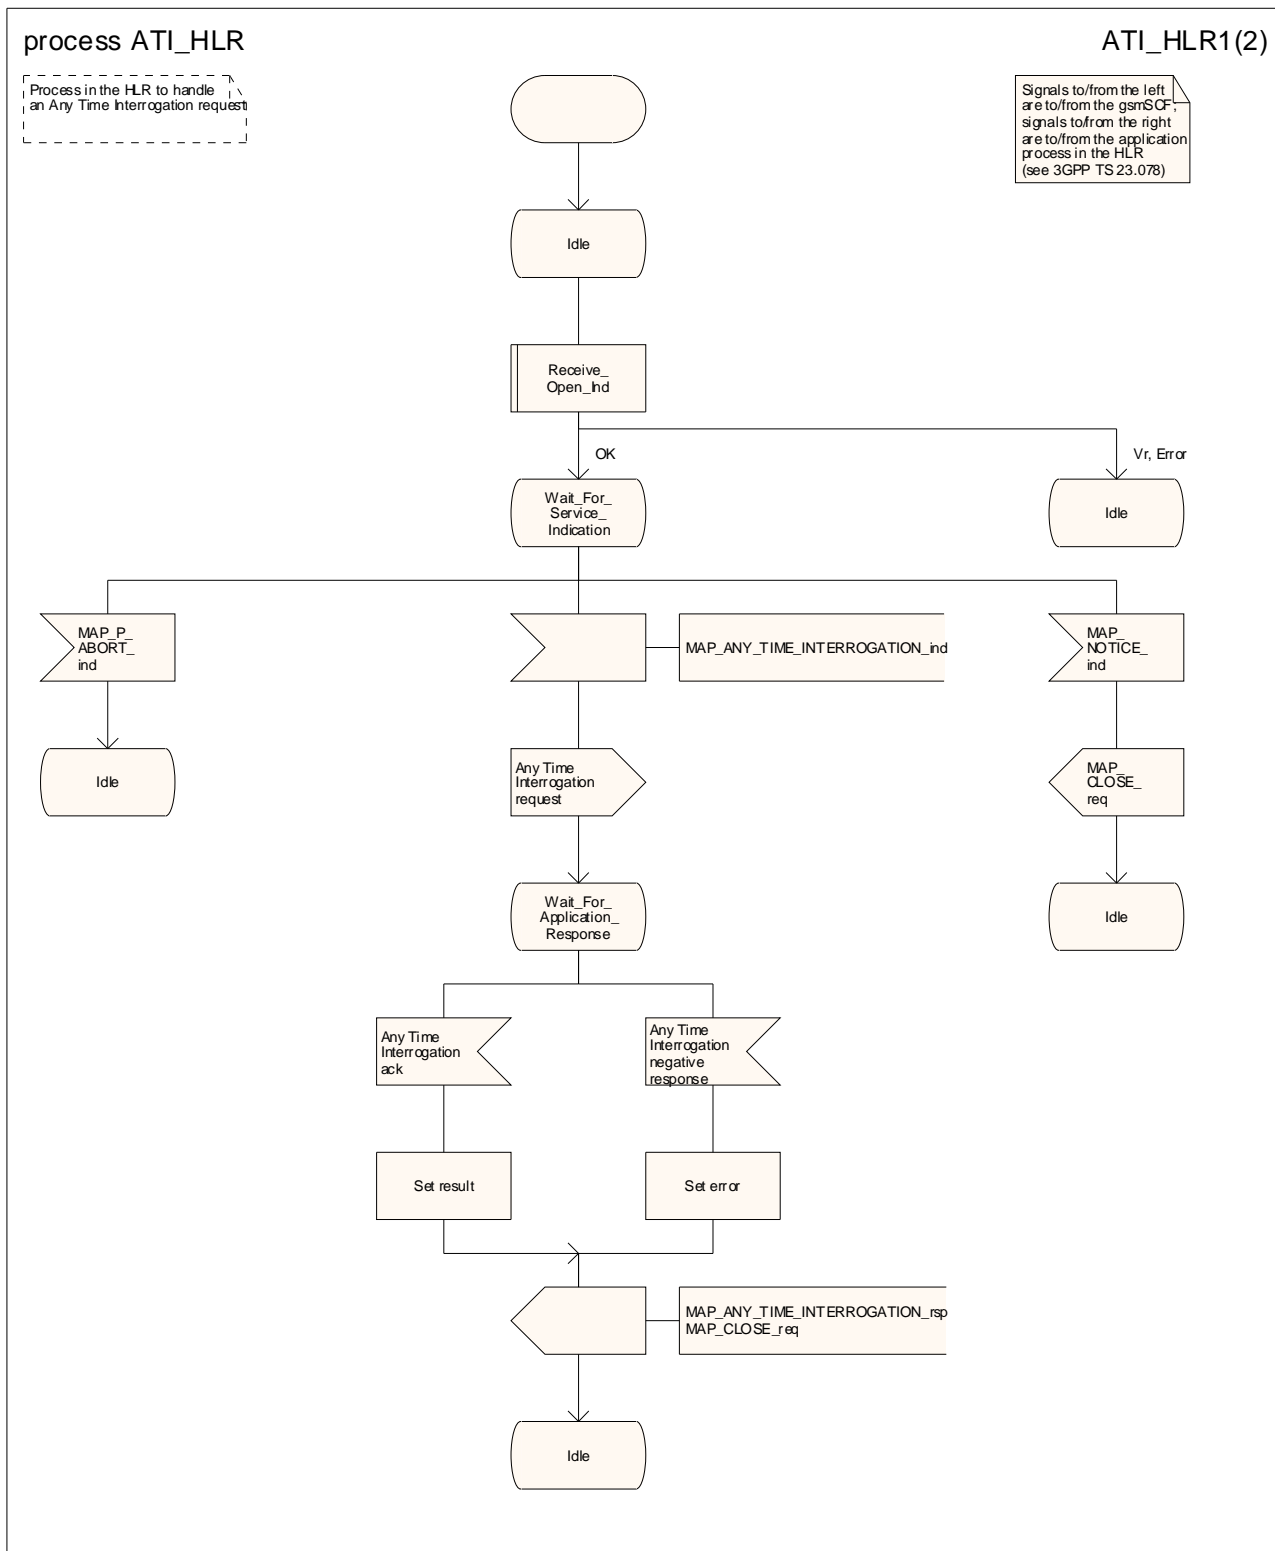 process ATI_HLR
ATI_HLR1(2)
Process in the HLR to handle
an Any Time Interrogation request
Signals to/from the left
are to/from the gsmSCF;
signals to/from the right
are to/from the application
process in the HLR
(see 3GPP TS 23.078)
Idle
Receive_
Open_Ind
OK
Vr, Error
Wait_For_
Service_
Indication
Idle
MAP_P_
ABORT_
ind
MAP_ANY_TIME_INTERROGATION_ind
MAP_
NOTICE_
ind
Idle
Any Time
Interrogation
request
MAP_
CLOSE_
req
Wait_For_
Application_
Response
Idle
Any Time
Interrogation
ack
Any Time
Interrogation
negative
response
Set result
Set error
MAP_ANY_TIME_INTERROGATION_rsp
MAP_CLOSE_req
Idle